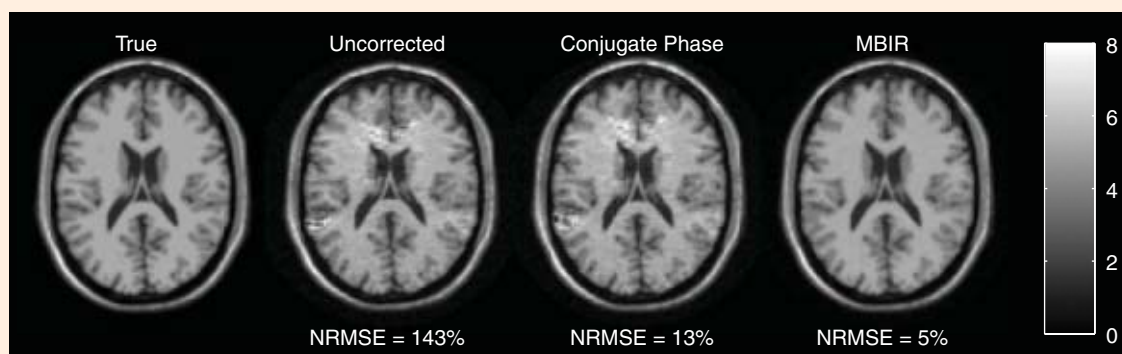 True
Uncorrected
Conjugate Phase
MBIR
8
6
4
2
0
NRMSE = 143%
NRMSE = 13%
NRMSE = 5%